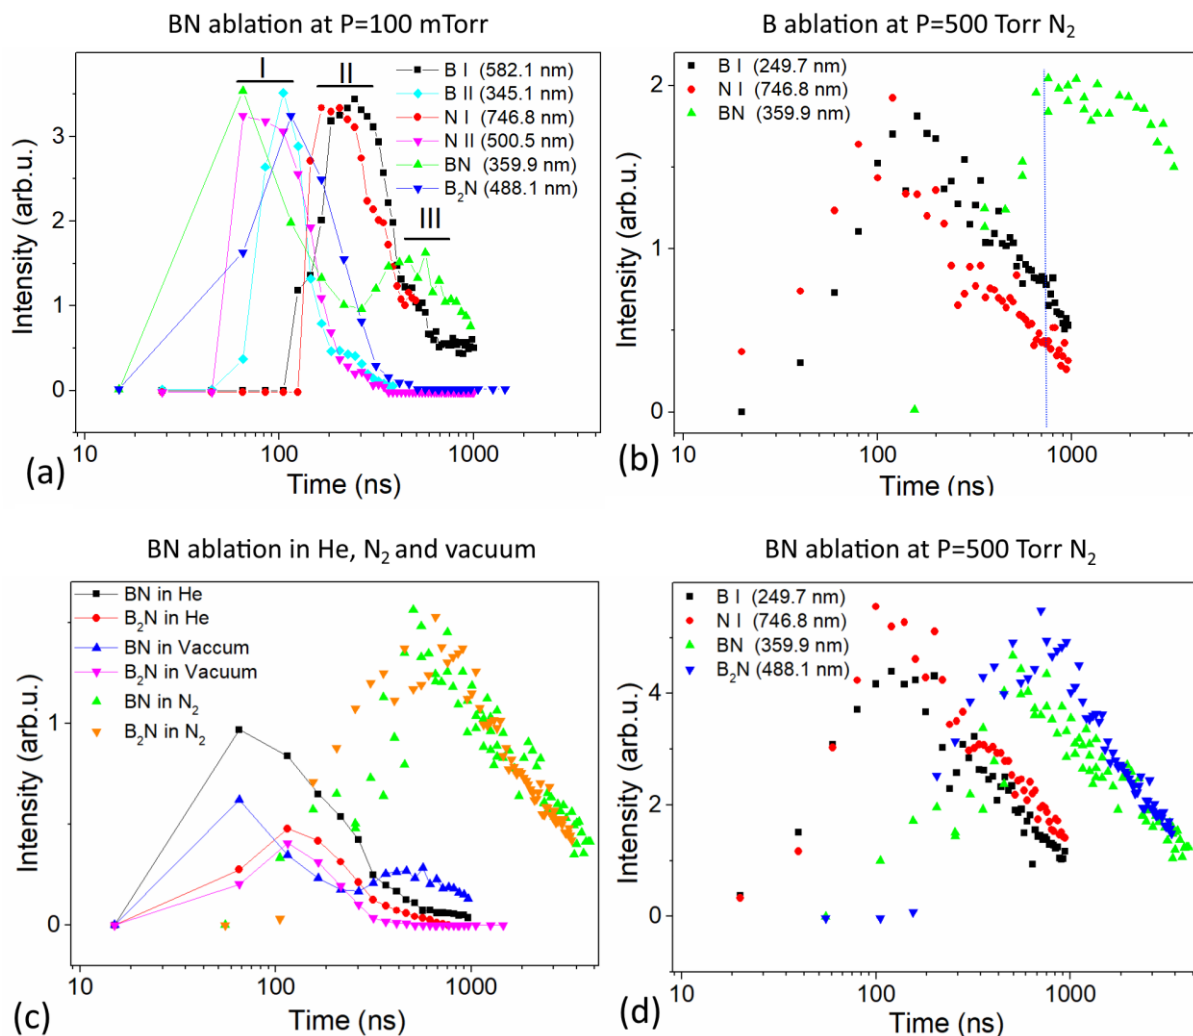 BN ablation at P=100 mTorr
I
II
III
B I (582.1 nm)
B II (345.1 nm)
N I (746.8 nm)
N II (500.5 nm)
BN (359.9 nm)
B₂N (488.1 nm)
Intensity (arb.u.)
3
2
1
0
10
100
1000
Time (ns)
(a)
B ablation at P=500 Torr N₂
B I (249.7 nm)
N I (746.8 nm)
BN (359.9 nm)
Intensity (arb.u.)
2
1
0
10
100
1000
Time (ns)
(b)
BN ablation in He, N₂ and vacuum
BN in He
B₂N in He
BN in Vaccum
B₂N in Vacuum
BN in N₂
B₂N in N₂
Intensity (arb.u.)
1
0
10
100
1000
Time (ns)
(c)
BN ablation at P=500 Torr N₂
B I (249.7 nm)
N I (746.8 nm)
BN (359.9 nm)
B₂N (488.1 nm)
Intensity (arb.u.)
4
2
0
10
100
1000
Time (ns)
(d)